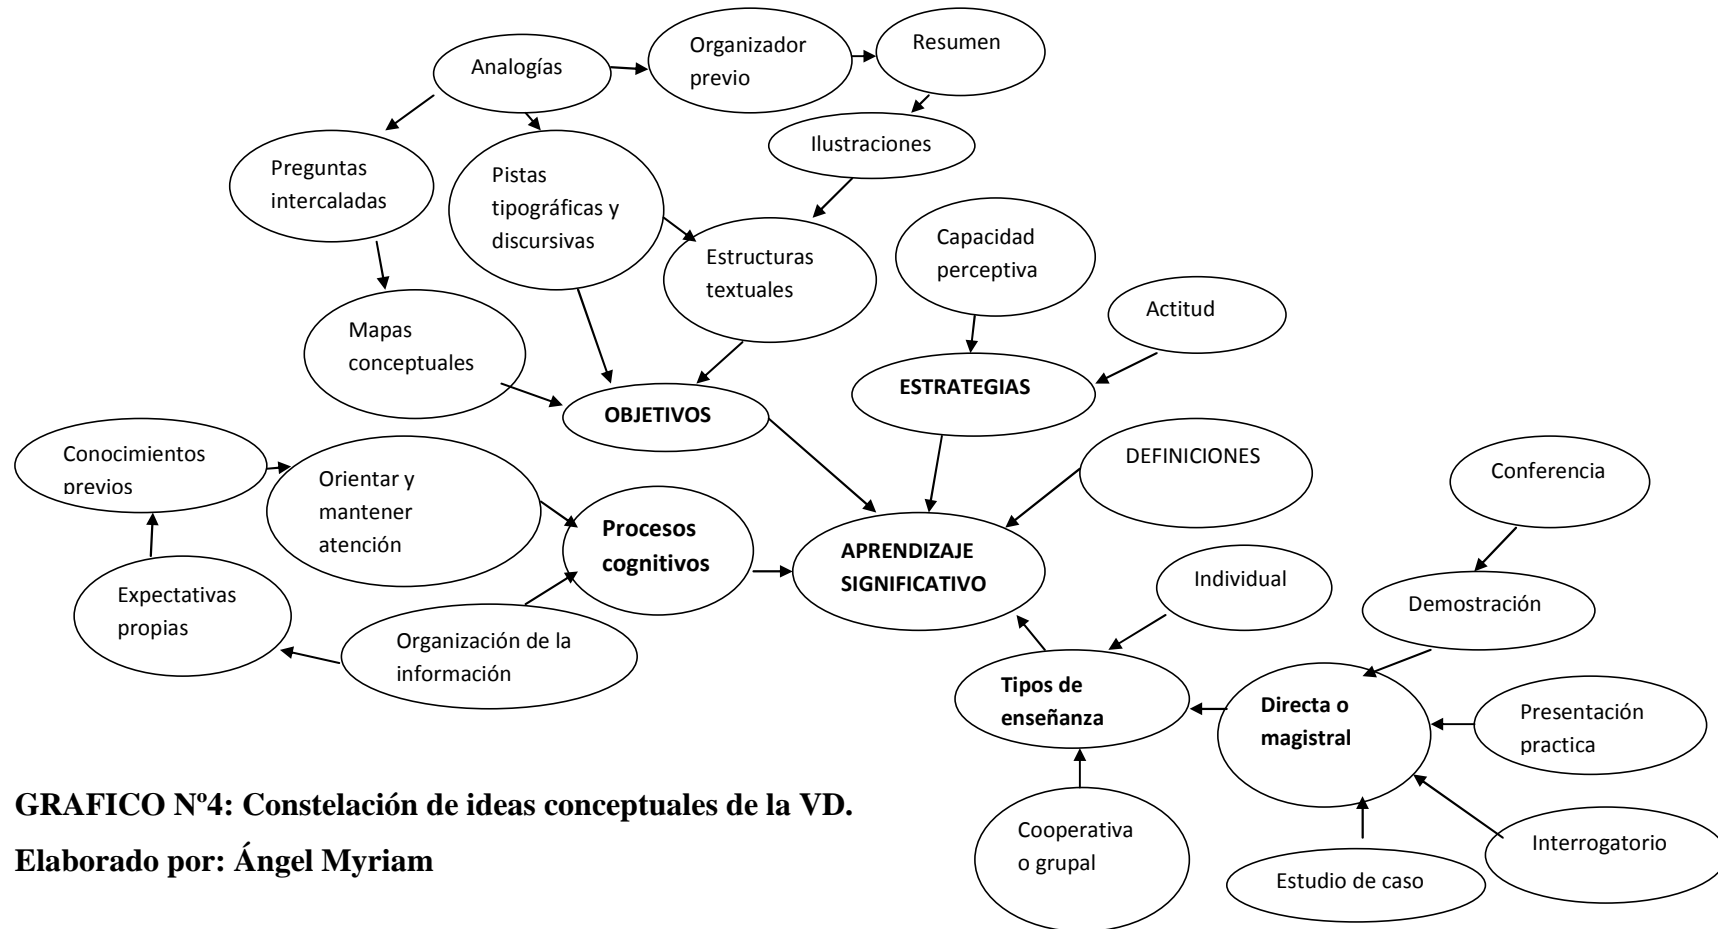 Analogías
Organizador
previo
Resumen
Ilustraciones
Preguntas
intercaladas
Pistas
tipográficas y
discursivas
Estructuras
textuales
Capacidad
perceptiva
Actitud
Mapas
conceptuales
OBJETIVOS
ESTRATEGIAS
DEFINICIONES
Conocimientos
previos
Orientar y
mantener
atención
Procesos
cognitivos
APRENDIZAJE
SIGNIFICATIVO
Conferencia
Individual
Demostración
Expectativas
propias
Organización de la
información
Tipos de
enseñanza
Directa o
magistral
Presentación
practica
Cooperativa
o grupal
Estudio de caso
Interrogatorio
GRAFICO Nº4: Constelación de ideas conceptuales de la VD.
Elaborado por: Ángel Myriam